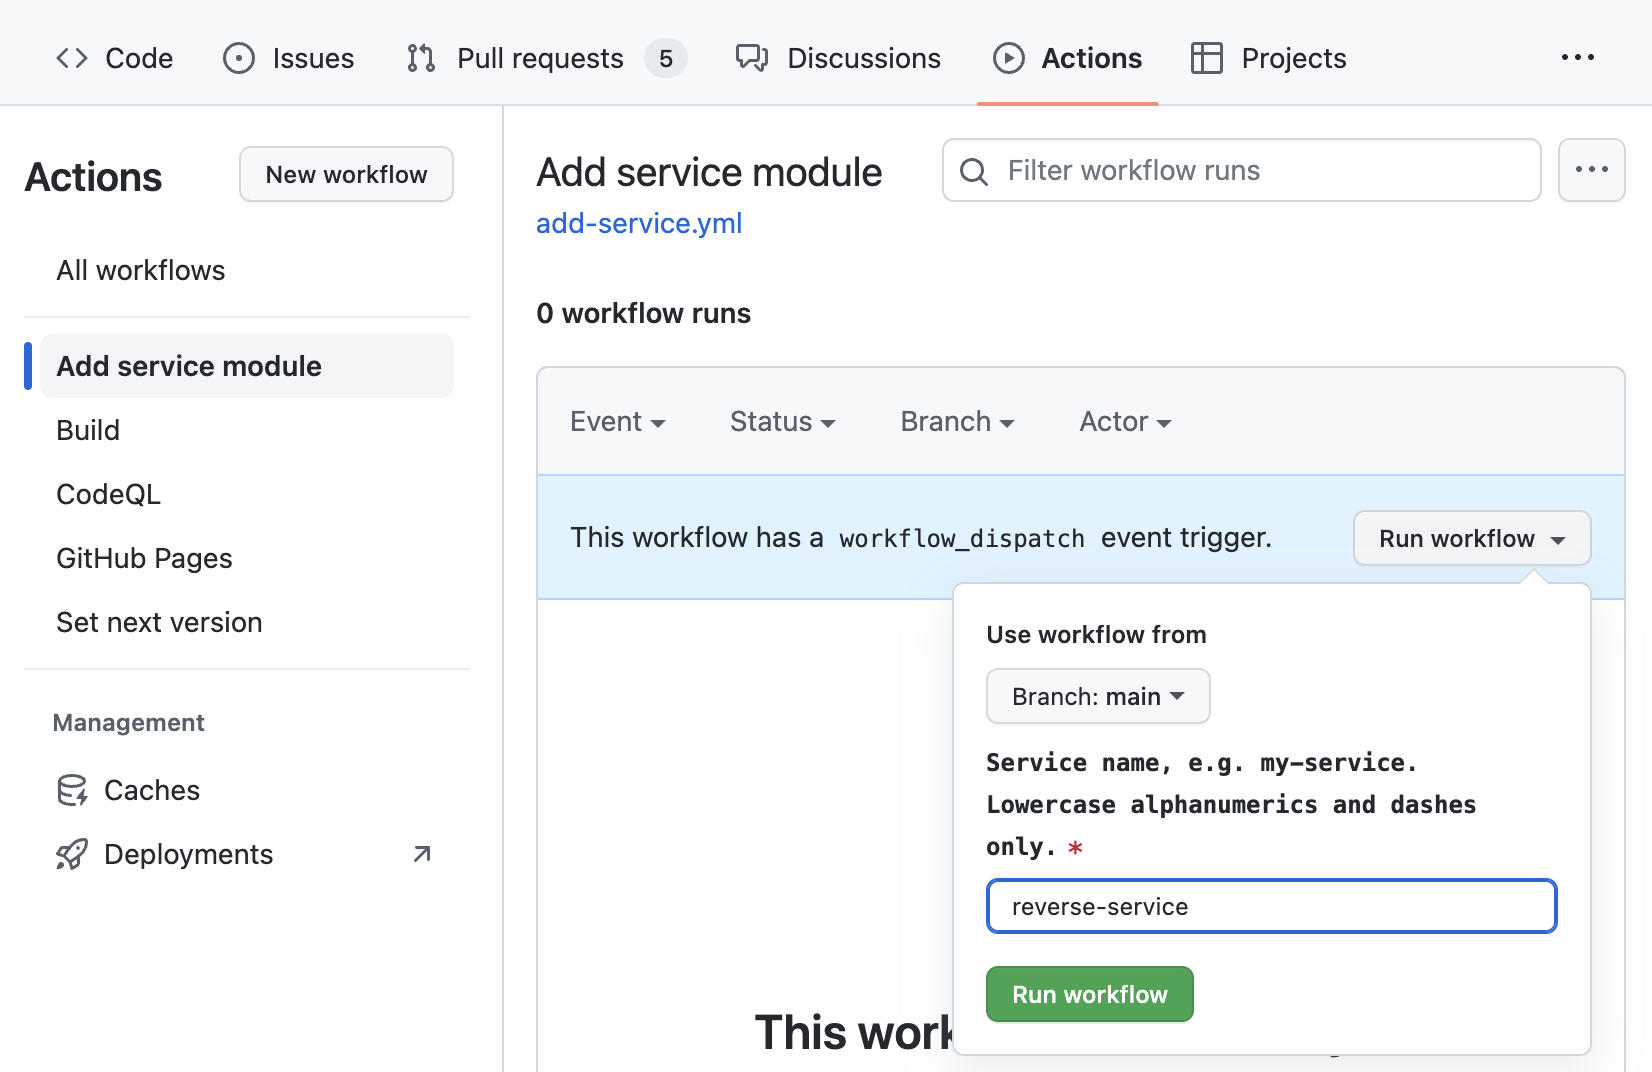 Code Issues Pull requests 5 Discussions Actions Projects
Actions
New workflow
All workflows
Add service module
Build
CodeQL
GitHub Pages
Set next version
Management
Caches
Deployments
Add service module
Filter workflow runs
add-service.yml
0 workflow runs
Event Status Branch Actor
This workflow has a workflow_dispatch event trigger.
Run workflow
Use workflow from
Branch: main
Service name, e.g. my-service.
Lowercase alphanumerics and dashes
only. *
reverse-service
Run workflow
This work